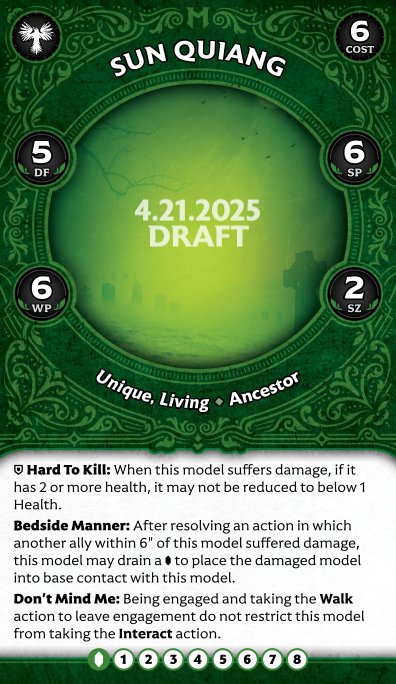 M
SUN QUIANG
6
COST
5
DF
6
SP
4.21.2025
DRAFT
6
WP
2
SZ
Unique, Living ◆ Ancestor
Hard To Kill: When this model suffers damage, if it
has 2 or more health, it may not be reduced to below 1
Health.
Bedside Manner: After resolving an action in which
another ally within 6" of this model suffered damage,
this model may drain a to place the damaged model
into base contact with this model.
Don't Mind Me: Being engaged and taking the Walk
action to leave engagement do not restrict this model
from taking the Interact action.
1 2 3 4 5 6 7 8